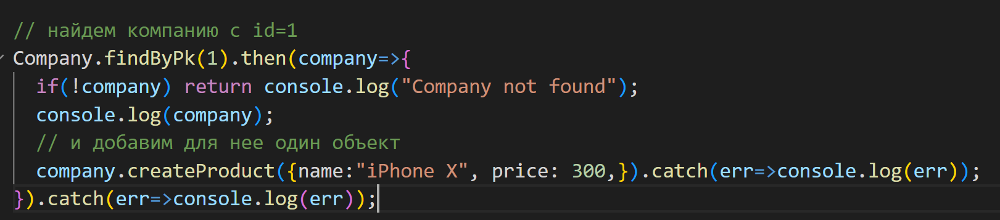 // найдем компанию с id=1
Company.findByPk(1).then(company=>{
if(!company) return console.log("Company not found");
console.log(company);
// и добавим для нее один объект
company.createProduct({name:"iPhone X", price: 300,}).catch(err=>console.log(err));
}).catch(err=>console.log(err));